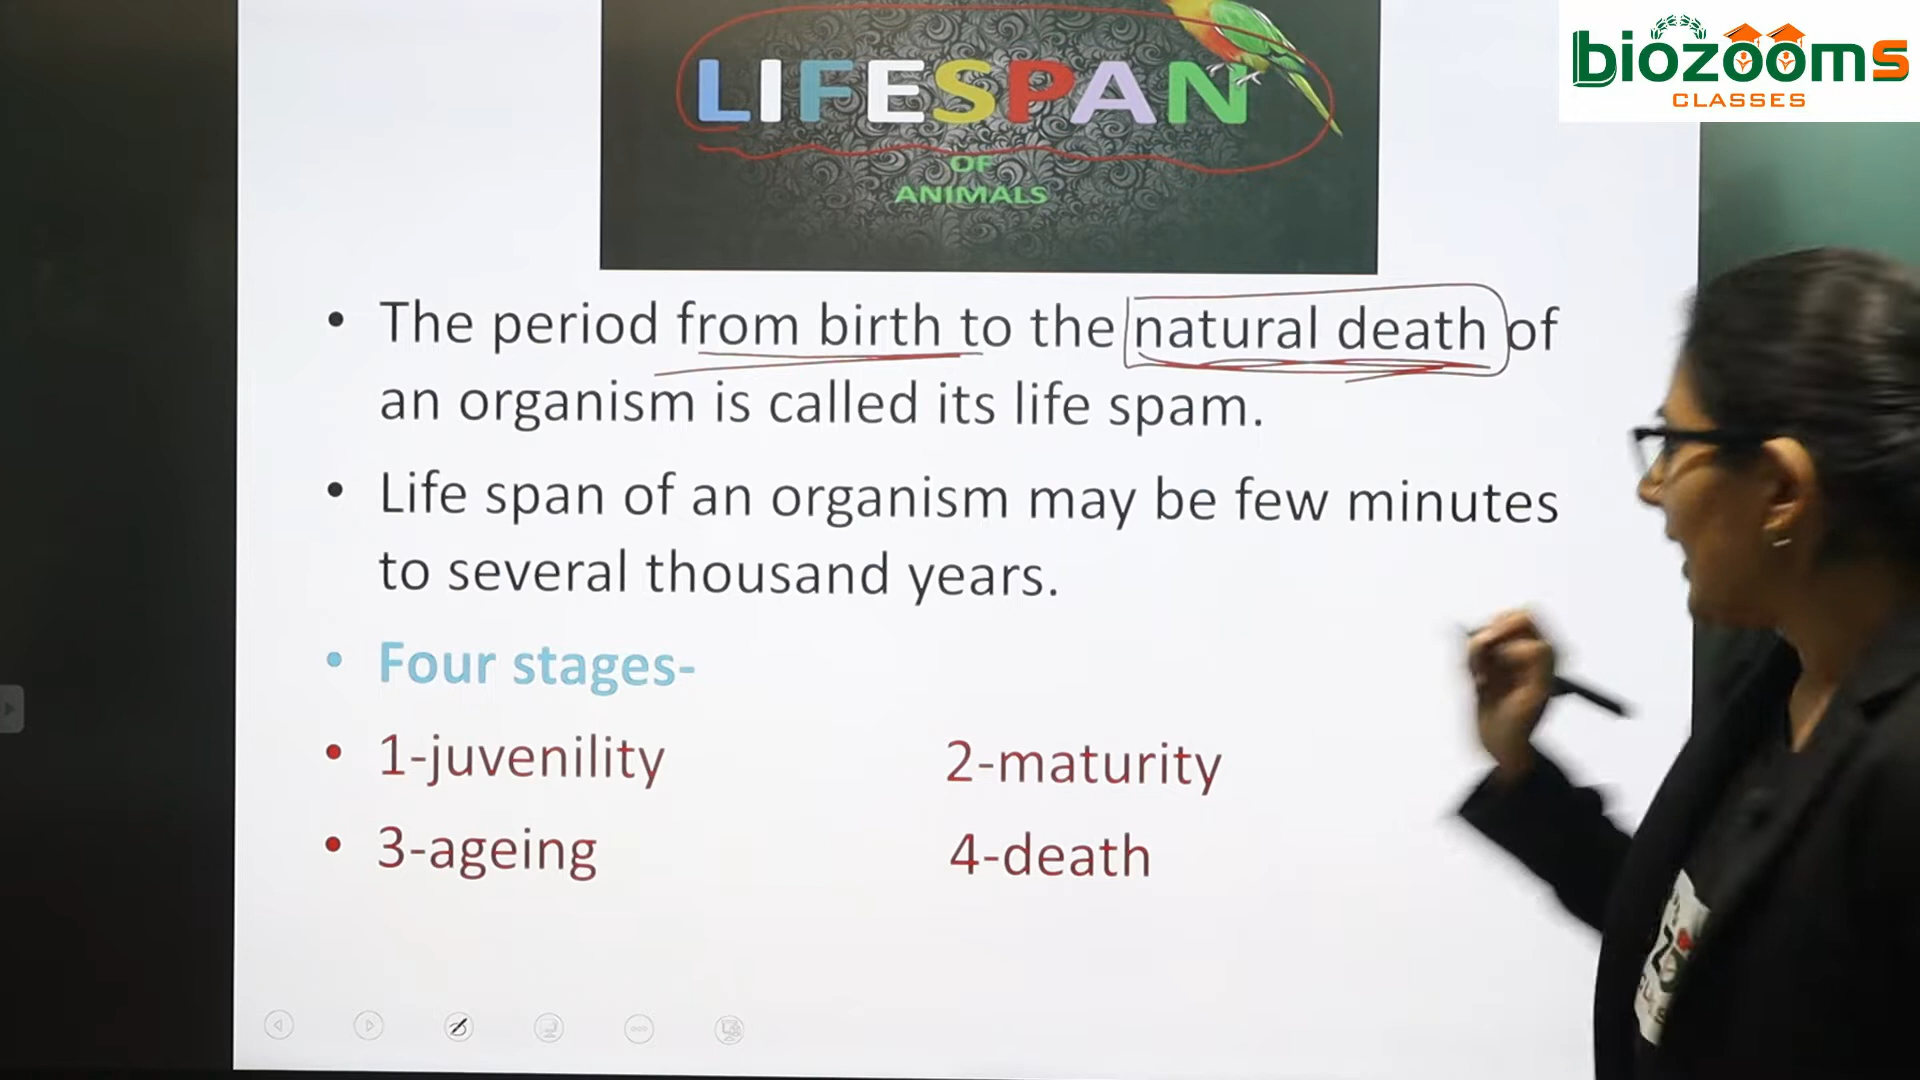 biozooms
CLASSES
LIFESPAN
OF
ANIMALS
• The period from birth to the natural death of
an organism is called its life spam.
• Life span of an organism may be few minutes
to several thousand years.
• Four stages-
• 1-juvenility 2-maturity
• 3-ageing 4-death